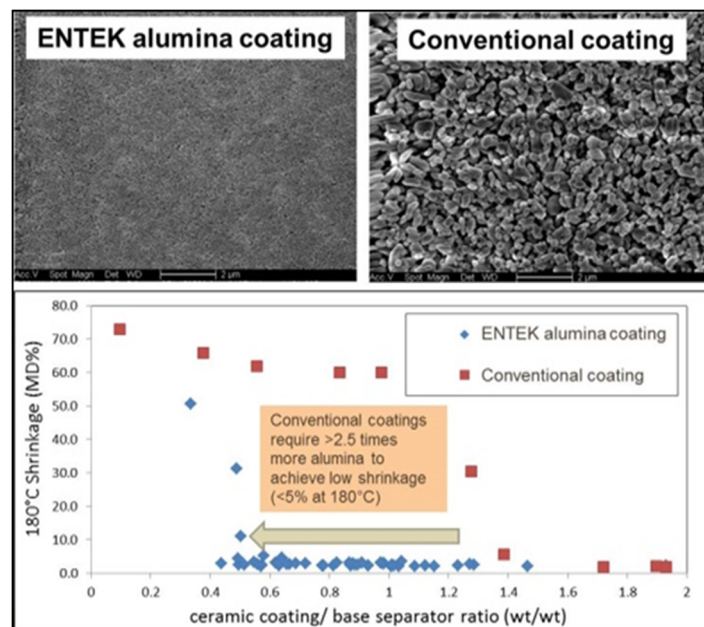 ENTEK alumina coating
Conventional coating
Acc.V Spot Magn Det WD 2 µm
Acc.V Spot Magn Det WD 2 µm
80.0
70.0
60.0
50.0
40.0
30.0
20.0
10.0
0.0
180°C Shrinkage (MD%)
ENTEK alumina coating
Conventional coating
Conventional coatings
require >2.5 times
more alumina to
achieve low shrinkage
(<5% at 180°C)
0 0.2 0.4 0.6 0.8 1 1.2 1.4 1.6 1.8 2
ceramic coating/ base separator ratio (wt/wt)